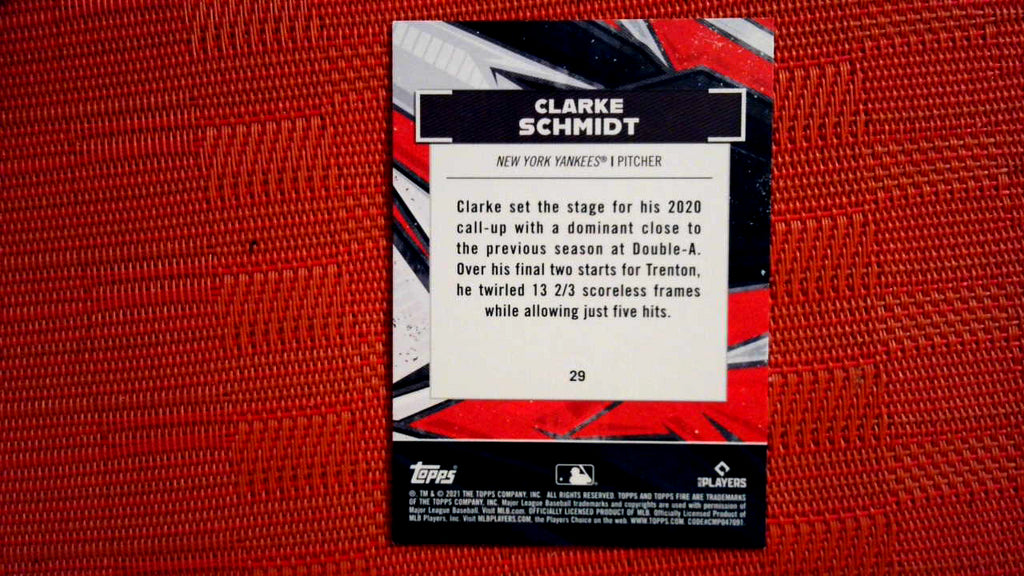 CLARKE
SCHMIDT
NEW YORK YANKEES® | PITCHER
Clarke set the stage for his 2020
call-up with a dominant close to
the previous season at Double-A.
Over his final two starts for Trenton,
he twirled 13 2/3 scoreless frames
while allowing just five hits.
29
Topps® MLB PLAYERS
®, TM & © 2021 THE TOPPS COMPANY, INC. ALL RIGHTS RESERVED. TOPPS AND TOPPS FIRE ARE TRADEMARKS
OF THE TOPPS COMPANY, INC. Major League Baseball trademarks and copyrights are used with permission of
Major League Baseball. Visit MLB.com. OFFICIALLY LICENSED PRODUCT OF MLB Officially Licensed Product of
MLB Players, Inc. Visit MLBPLAYERS.COM, the Players Choice on the web. WWW.TOPPS.COM CODE#CMP047091